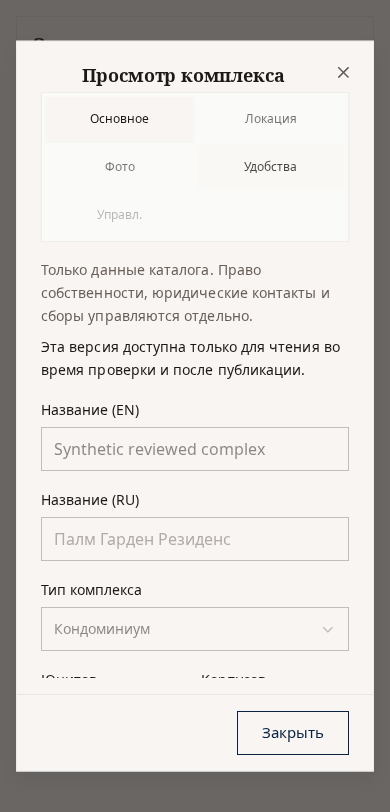 Просмотр комплекса
Основное
Локация
Фото
Удобства
Управл.
Только данные каталога. Право
собственности, юридические контакты и
сборы управляются отдельно.
Эта версия доступна только для чтения во
время проверки и после публикации.
Название (EN)
Synthetic reviewed complex
Название (RU)
Палм Гарден Резиденс
Тип комплекса
Кондоминиум
Закрыть